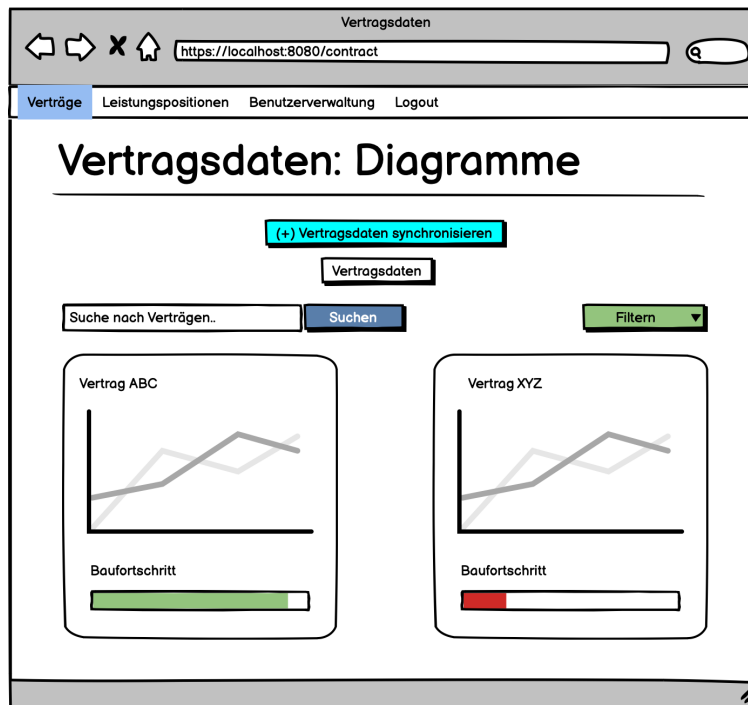 Vertragsdaten
https://localhost:8080/contract
Verträge Leistungspositionen Benutzerverwaltung Logout
Vertragsdaten: Diagramme
(+) Vertragsdaten synchronisieren
Vertragsdaten
Suche nach Verträgen.. Suchen Filtern
Vertrag ABC Vertrag XYZ
Baufortschritt Baufortschritt